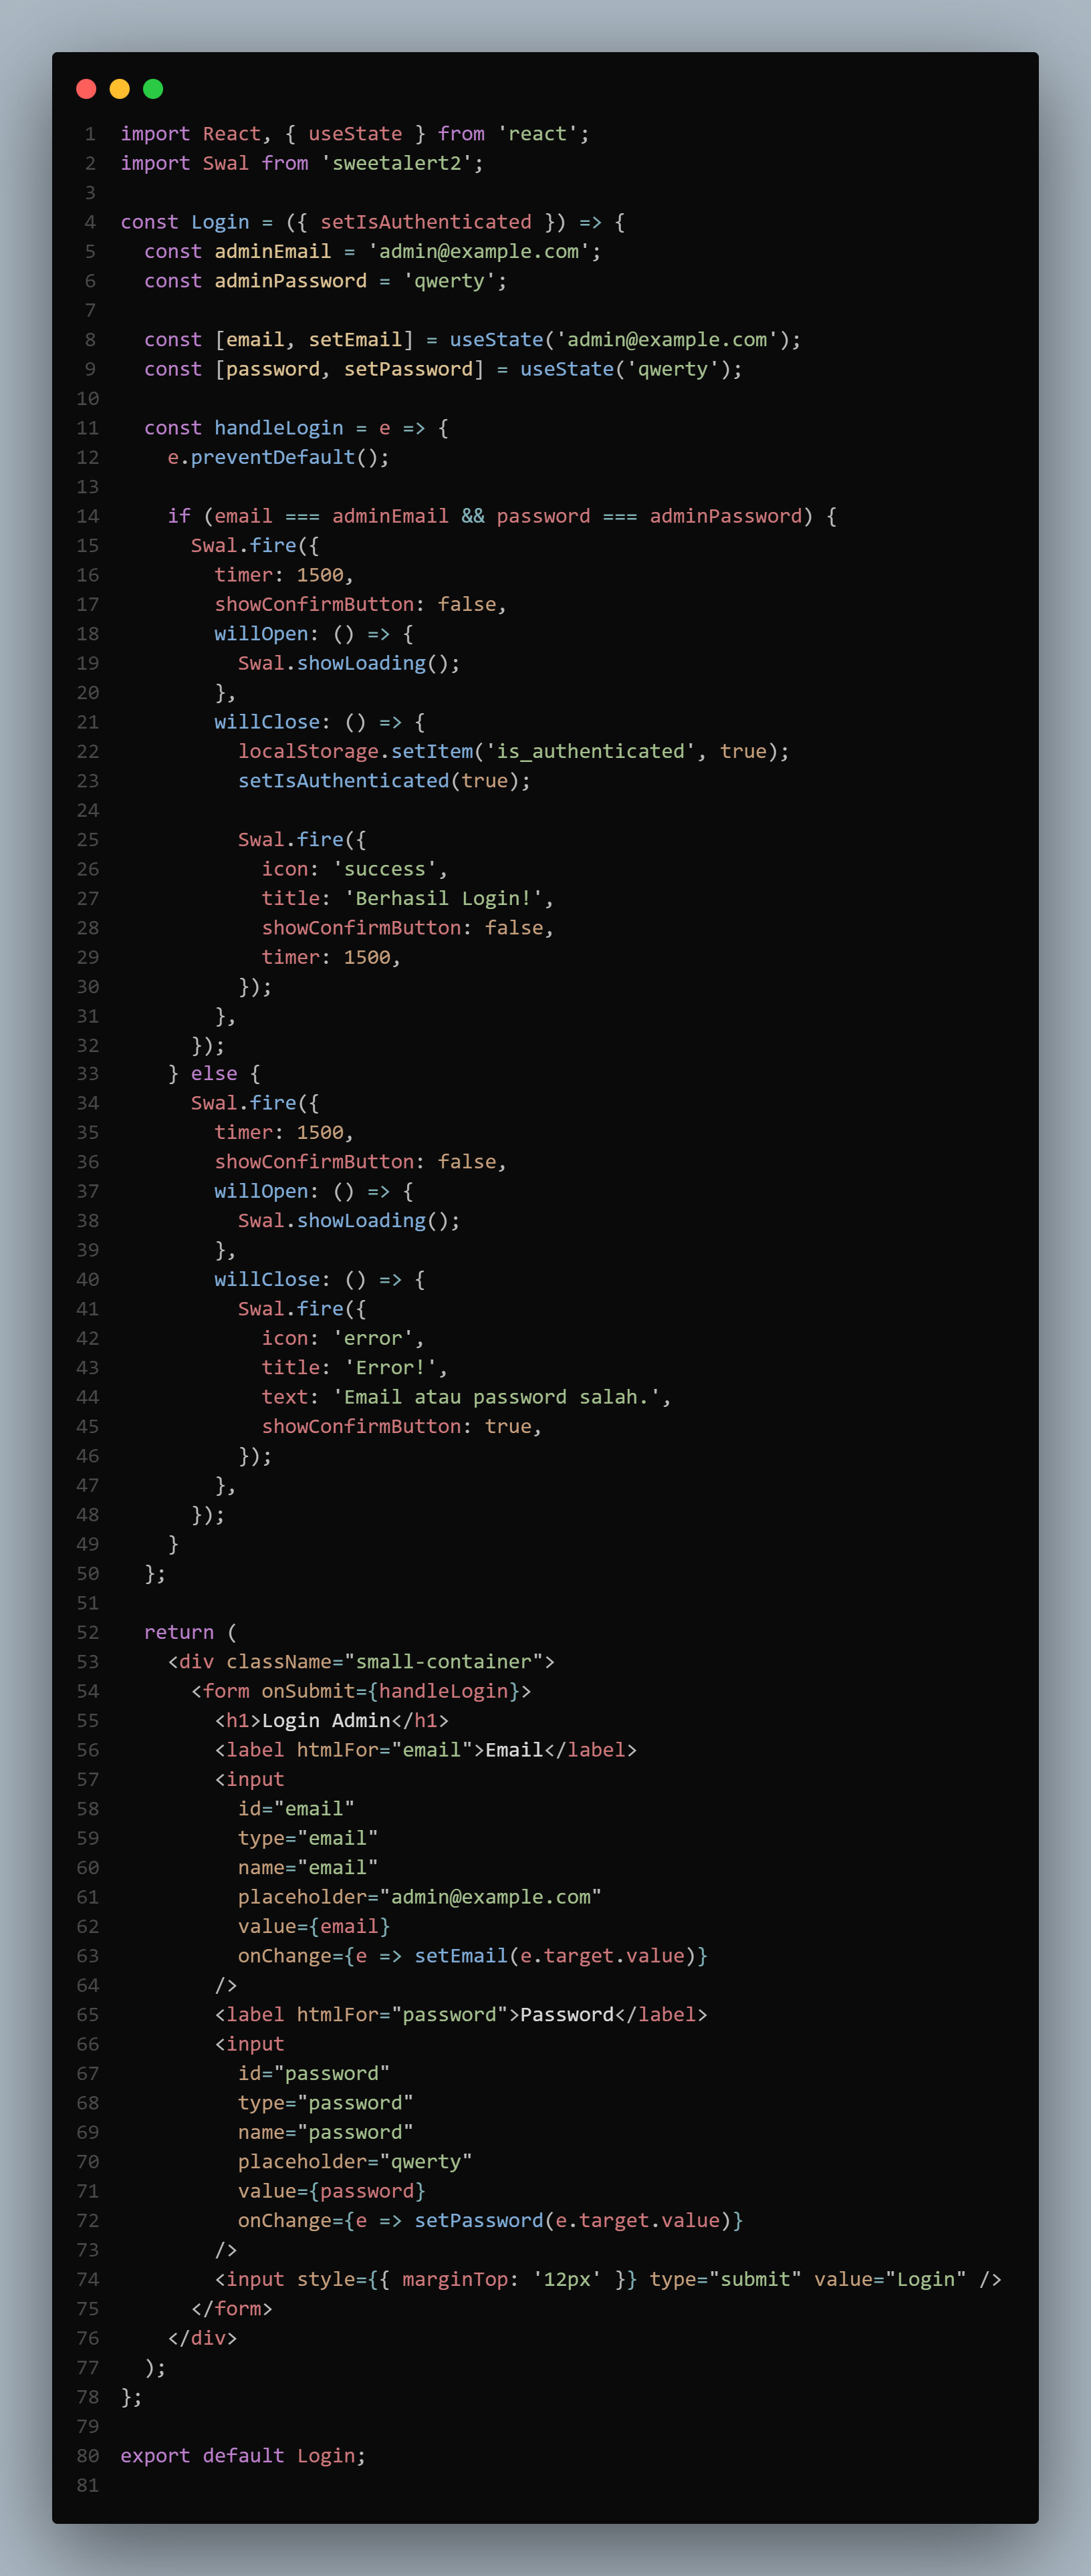 1 import React, { useState } from 'react';
2 import Swal from 'sweetalert2';
3
4 const Login = ({ setIsAuthenticated }) => {
5   const adminEmail = 'admin@example.com';
6   const adminPassword = 'qwerty';
7
8   const [email, setEmail] = useState('admin@example.com');
9   const [password, setPassword] = useState('qwerty');
10
11   const handleLogin = e => {
12     e.preventDefault();
13
14     if (email === adminEmail && password === adminPassword) {
15       Swal.fire({
16         timer: 1500,
17         showConfirmButton: false,
18         willOpen: () => {
19           Swal.showLoading();
20         },
21         willClose: () => {
22           localStorage.setItem('is_authenticated', true);
23           setIsAuthenticated(true);
24
25           Swal.fire({
26             icon: 'success',
27             title: 'Berhasil Login!',
28             showConfirmButton: false,
29             timer: 1500,
30           });
31         },
32       });
33     } else {
34       Swal.fire({
35         timer: 1500,
36         showConfirmButton: false,
37         willOpen: () => {
38           Swal.showLoading();
39         },
40         willClose: () => {
41           Swal.fire({
42             icon: 'error',
43             title: 'Error!',
44             text: 'Email atau password salah.',
45             showConfirmButton: true,
46           });
47         },
48       });
49     }
50   };
51
52   return (
53     <div className="small-container">
54       <form onSubmit={handleLogin}>
55         <h1>Login Admin</h1>
56         <label htmlFor="email">Email</label>
57         <input
58           id="email"
59           type="email"
60           name="email"
61           placeholder="admin@example.com"
62           value={email}
63           onChange={e => setEmail(e.target.value)}
64         />
65         <label htmlFor="password">Password</label>
66         <input
67           id="password"
68           type="password"
69           name="password"
70           placeholder="qwerty"
71           value={password}
72           onChange={e => setPassword(e.target.value)}
73         />
74         <input style={{ marginTop: '12px' }} type="submit" value="Login" />
75       </form>
76     </div>
77   );
78 };
79
80 export default Login;
81